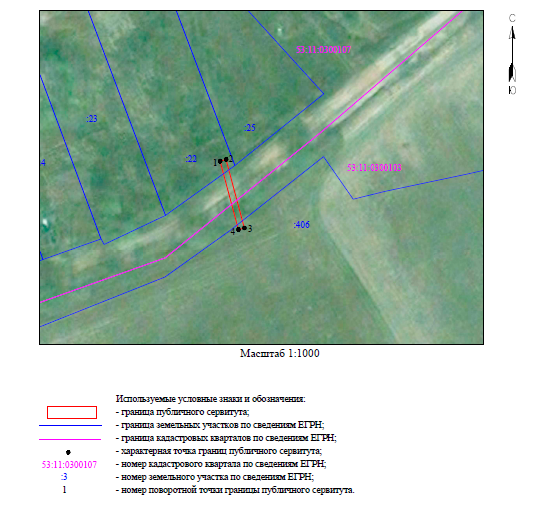 С
53:11:0300107
:23
:25
4
:22
1
2
53:11:0300103
:406
4
3
Ю
Масштаб 1:1000
Используемые условные знаки и обозначения:
- граница публичного сервитута;
- граница земельных участков по сведениям ЕГРН;
- граница кадастровых кварталов по сведениям ЕГРН;
- характерная точка границ публичного сервитута;
53:11:0300107 - номер кадастрового квартала по сведениям ЕГРН;
:3 - номер земельного участка по сведениям ЕГРН;
1 - номер поворотной точки границы публичного сервитута.